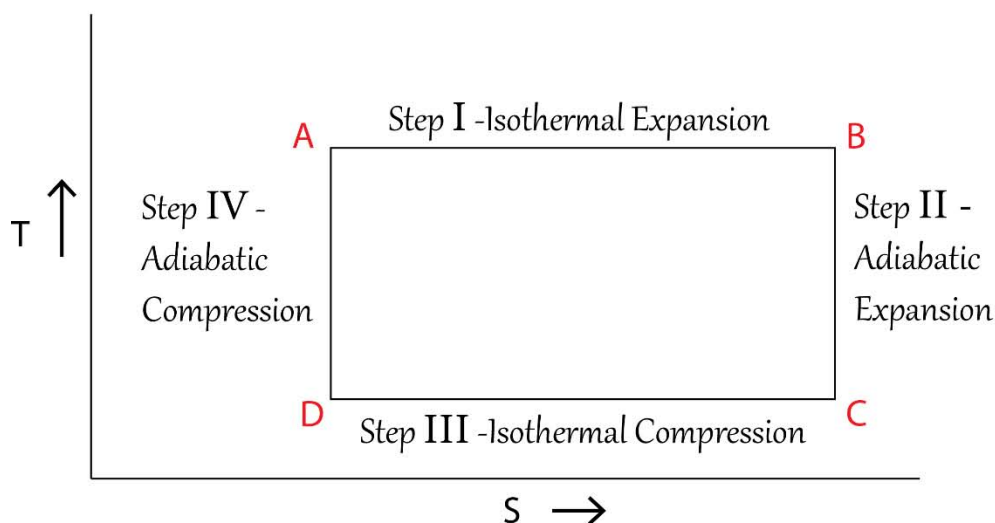 Step I -Isothermal Expansion
A
B
Step IV -
Adiabatic
Compression
Step II -
Adiabatic
Expansion
T
D
C
Step III -Isothermal Compression
S